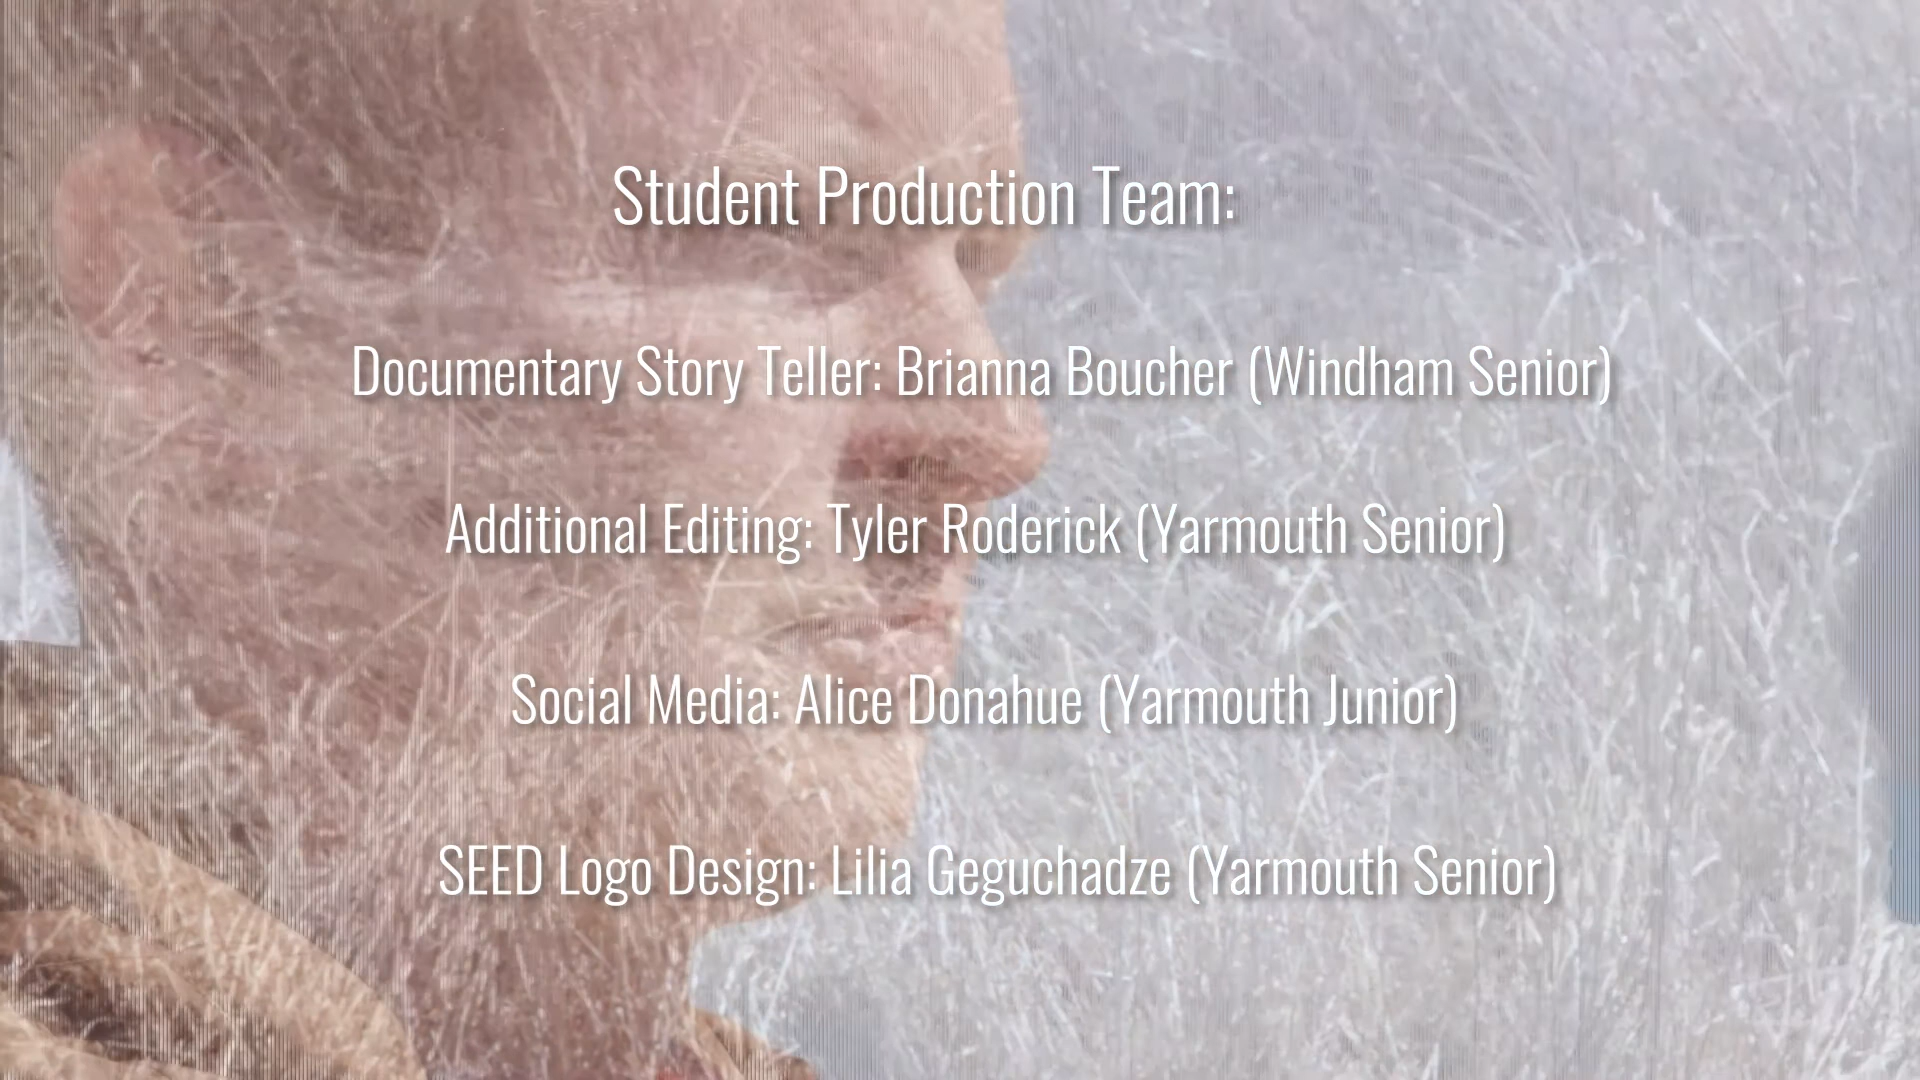 Student Production Team:
Documentary Story Teller: Brianna Boucher (Windham Senior)
Additional Editing: Tyler Roderick (Yarmouth Senior)
Social Media: Alice Donahue (Yarmouth Junior)
SEED Logo Design: Lilia Geguchadze (Yarmouth Senior)